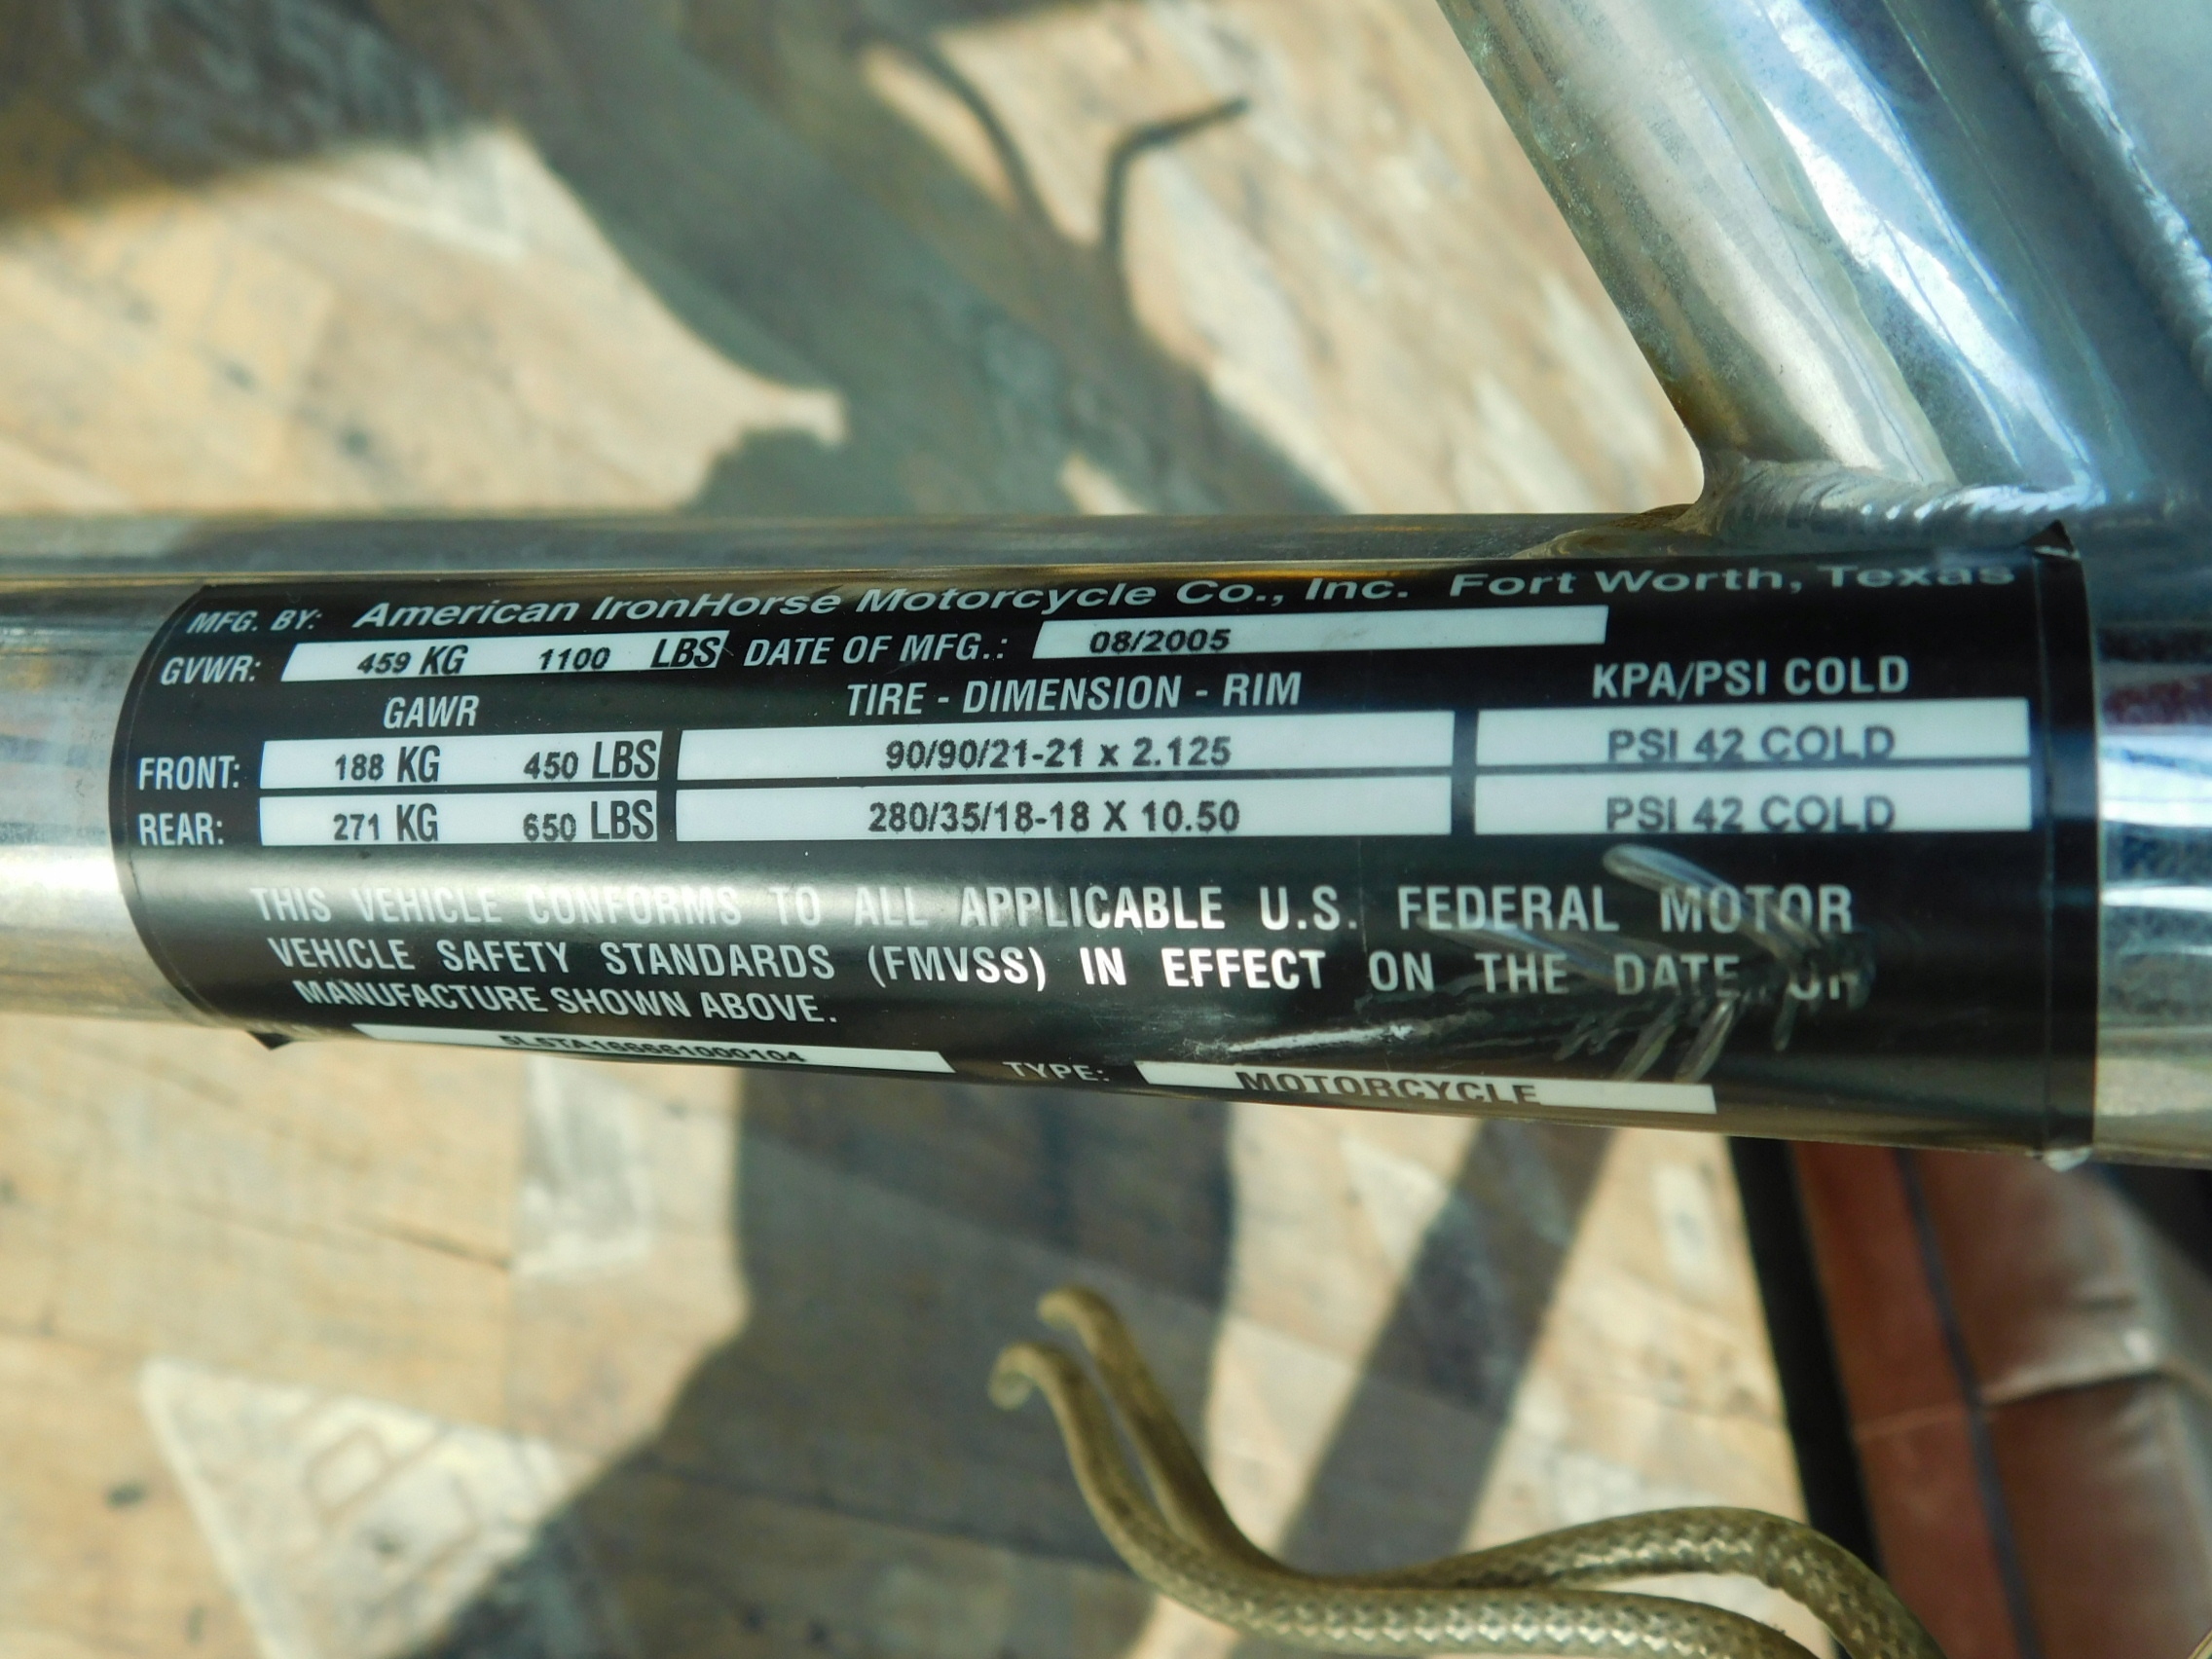 MFG. BY: American IronHorse Motorcycle Co., Inc. Fort Worth, Texas
GVWR: 459 KG 1100 LBS DATE OF MFG.: 08/2005
GAWR TIRE - DIMENSION - RIM KPA/PSI COLD
FRONT: 188 KG 450 LBS 90/90/21-21 x 2.125 PSI 42 COLD
REAR: 271 KG 650 LBS 280/35/18-18 X 10.50 PSI 42 COLD
THIS VEHICLE CONFORMS TO ALL APPLICABLE U.S. FEDERAL MOTOR
VEHICLE SAFETY STANDARDS (FMVSS) IN EFFECT ON THE DATE OF
MANUFACTURE SHOWN ABOVE.
TYPE: MOTORCYCLE